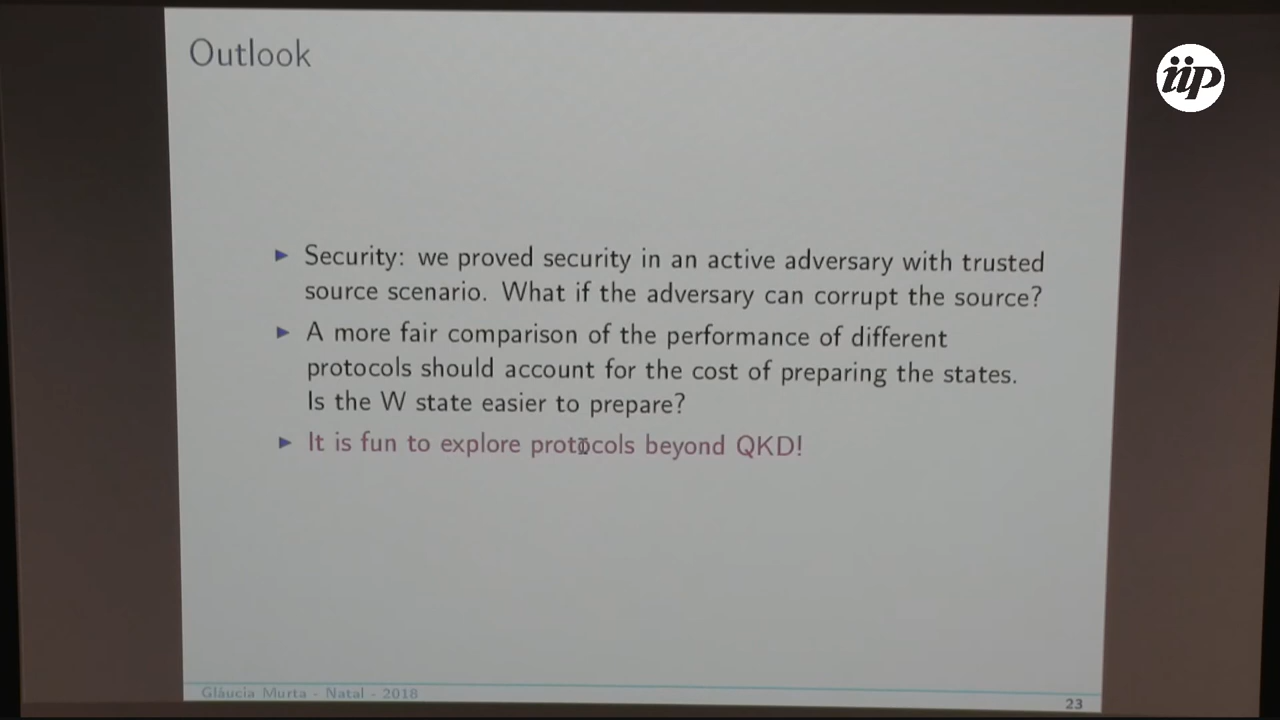 Outlook
iip
Security: we proved security in an active adversary with trusted
source scenario. What if the adversary can corrupt the source?
A more fair comparison of the performance of different
protocols should account for the cost of preparing the states.
Is the W state easier to prepare?
It is fun to explore protocols beyond QKD!
Gláucia Murta - Natal - 2018
23